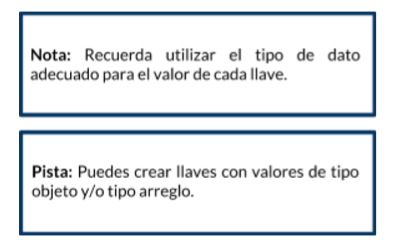 Nota: Recuerda utilizar el tipo de dato
adecuado para el valor de cada llave.
Pista: Puedes crear llaves con valores de tipo
objeto y/o tipo arreglo.